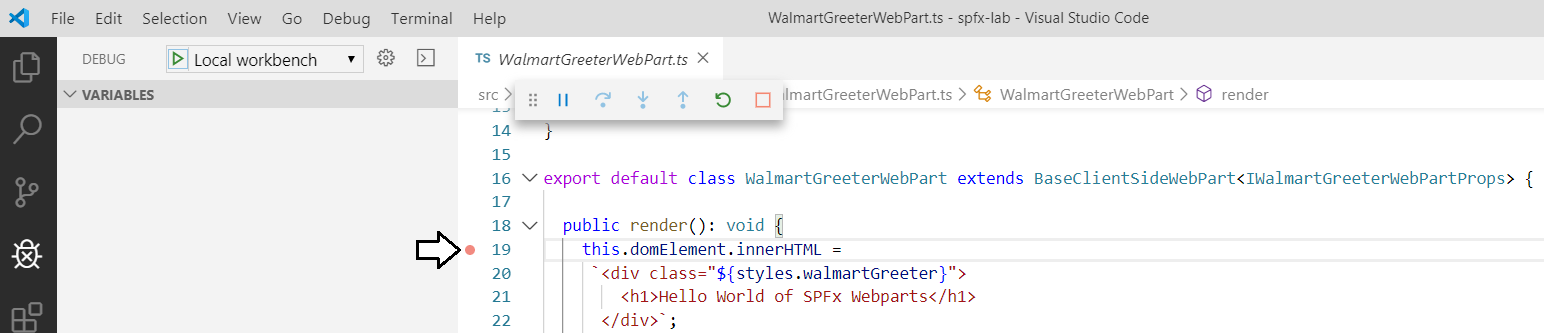 File Edit Selection View Go Debug Terminal Help WalmartGreeterWebPart.ts - spfx-lab - Visual Studio Code
DEBUG Local workbench
TS WalmartGreeterWebPart.ts
VARIABLES
src almartGreeterWebPart.ts WalmartGreeterWebPart render
14 }
15
16 export default class WalmartGreeterWebPart extends BaseClientSideWebPart<IWalmartGreeterWebPartProps> {
17
18 public render(): void {
19 this.domElement.innerHTML =
20 `<div class="${styles.walmartGreeter}">
21 <h1>Hello World of SPFx Webparts</h1>
22 </div>`;